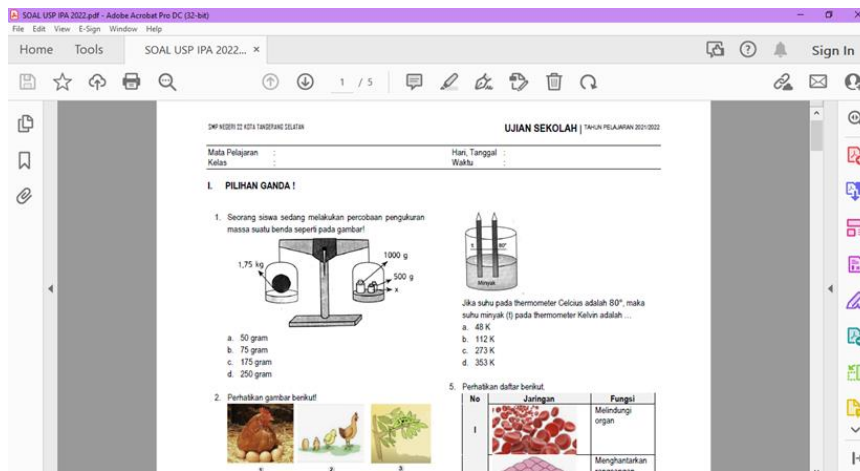 SOAL USP IPA 2022.pdf - Adobe Acrobat Pro DC (32-bit)
File Edit View E-Sign Window Help
Home Tools SOAL USP IPA 2022... × Sign In
1 / 5
SMP NEGERI 22 KOTA TANGERANG SELATAN
UJIAN SEKOLAH | TAHUN PELAJARAN 2021/2022
Mata Pelajaran :
Kelas :
Hari, Tanggal :
Waktu :
I. PILIHAN GANDA !
1. Seorang siswa sedang melakukan percobaan pengukuran
massa suatu benda seperti pada gambar!
1,75 kg
1000 g
500 g
x
a. 50 gram
b. 75 gram
c. 175 gram
d. 250 gram
2. Perhatikan gambar berikut!
1.
2.
3.
t
80°
Minyak
Jika suhu pada thermometer Celcius adalah 80°, maka
suhu minyak (t) pada thermometer Kelvin adalah ...
a. 48 K
b. 112 K
c. 273 K
d. 353 K
5. Perhatikan daftar berikut.
No Jaringan Fungsi
I
Melindungi
organ
Menghantarkan